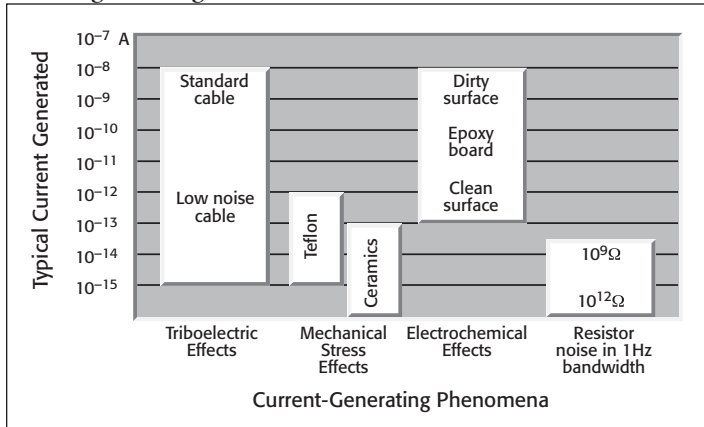 10⁻⁷ A
10⁻⁸
10⁻⁹
10⁻¹⁰
10⁻¹¹
10⁻¹²
10⁻¹³
10⁻¹⁴
10⁻¹⁵
Typical Current Generated
Standard
cable
Low noise
cable
Teflon
Ceramics
Dirty
surface
Epoxy
board
Clean
surface
10⁹Ω
10¹²Ω
Triboelectric
Effects
Mechanical
Stress
Effects
Electrochemical
Effects
Resistor
noise in 1Hz
bandwidth
Current-Generating Phenomena